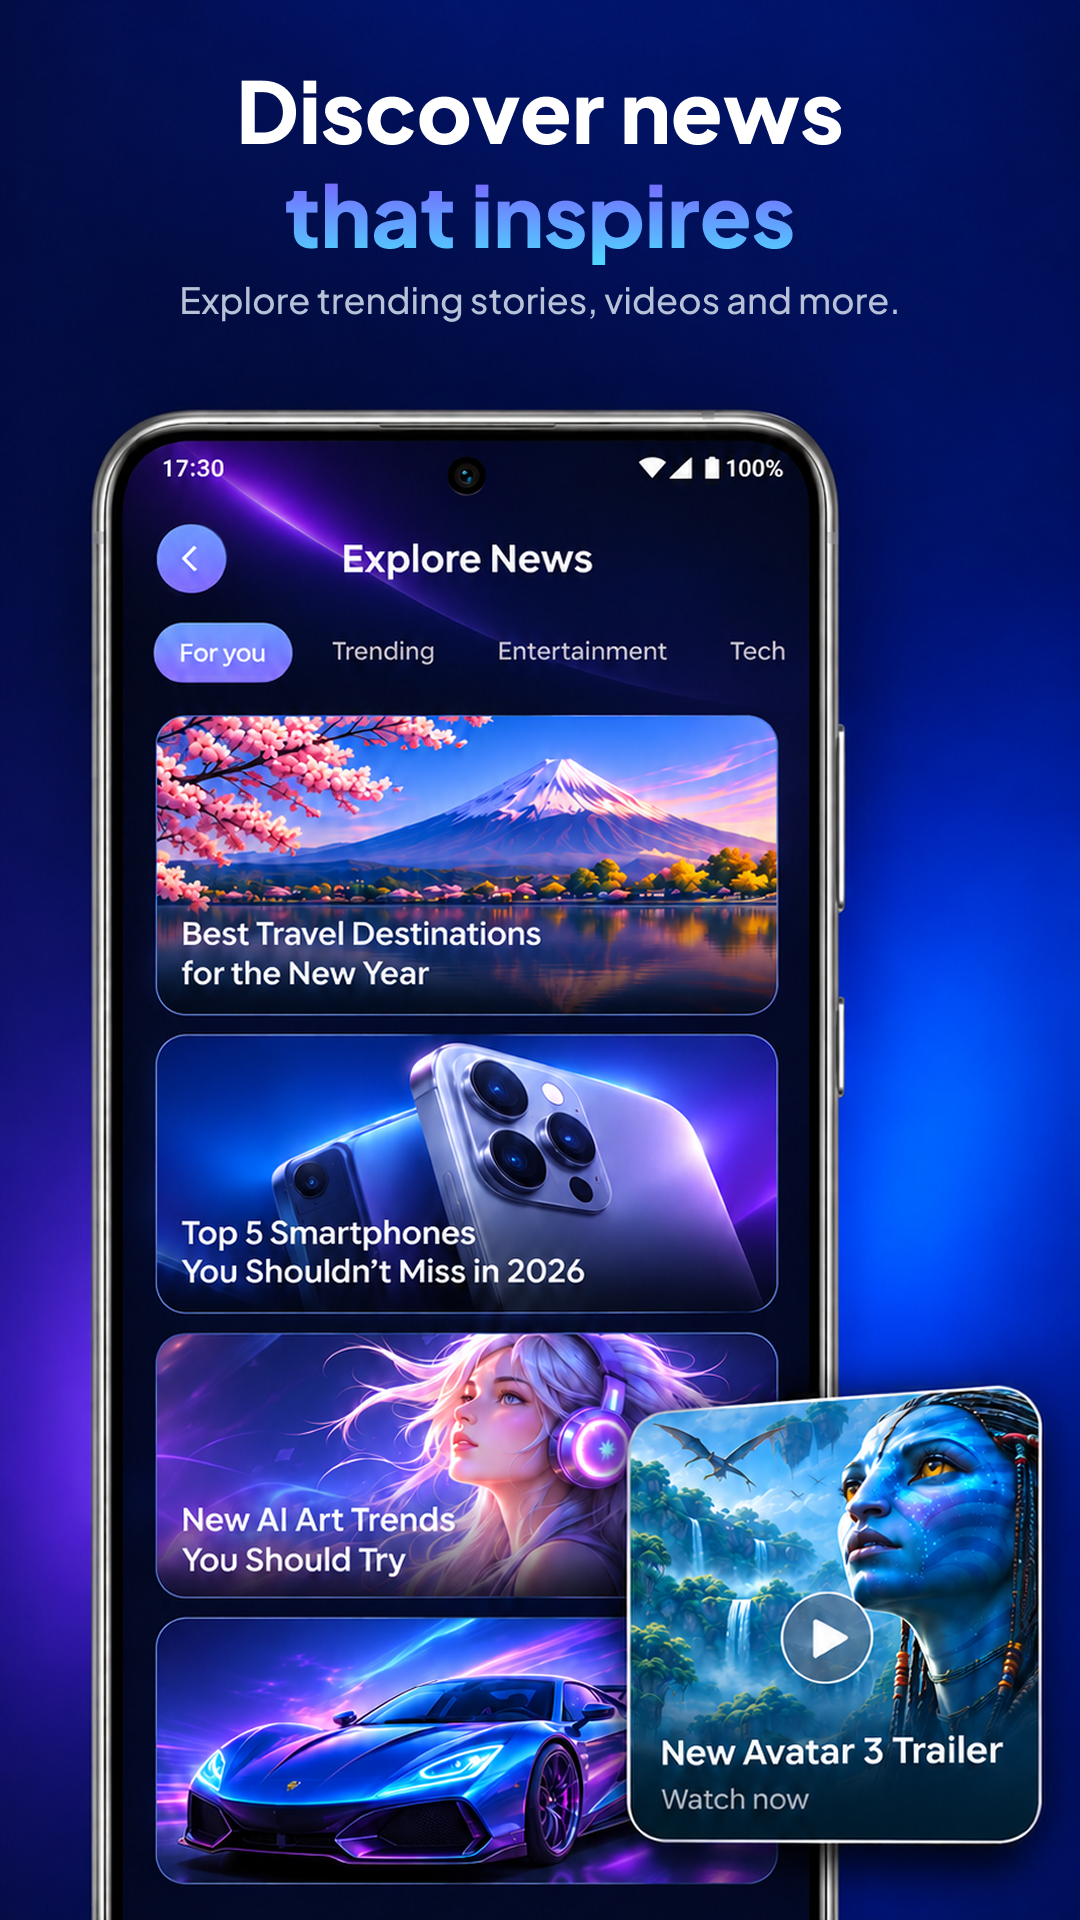 Discover news
that inspires
Explore trending stories, videos and more.
17:30
100%
Explore News
For you
Trending
Entertainment
Tech
Best Travel Destinations
for the New Year
Top 5 Smartphones
You Shouldn’t Miss in 2026
New AI Art Trends
You Should Try
New Avatar 3 Trailer
Watch now